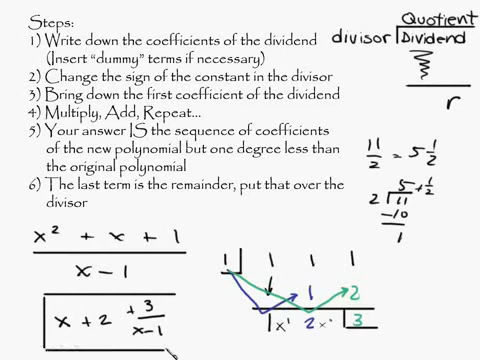 Steps:
1) Write down the coefficients of the dividend
(Insert "dummy" terms if necessary)
2) Change the sign of the constant in the divisor
3) Bring down the first coefficient of the dividend
4) Multiply, Add, Repeat...
5) Your answer IS the sequence of coefficients
of the new polynomial but one degree less than
the original polynomial
6) The last term is the remainder, put that over the
divisor
Quotient
divisor Dividend
r
11/2 = 5 1/2
5 + 1/2
2 11
-10
1
x² + x + 1
x - 1
x + 2 + 3/(x-1)
1 1 1 1
1 2
1 x¹ 2 x⁰ 3